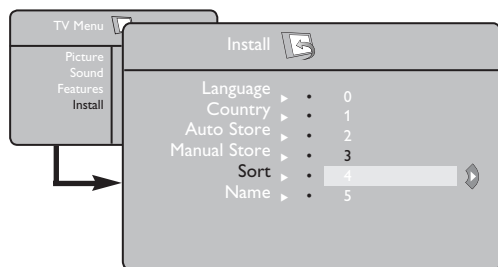 TV Menu
Picture
Sound
Features
Install
Install
Language • 0
Country • 1
Auto Store • 2
Manual Store • 3
Sort • 4
Name • 5